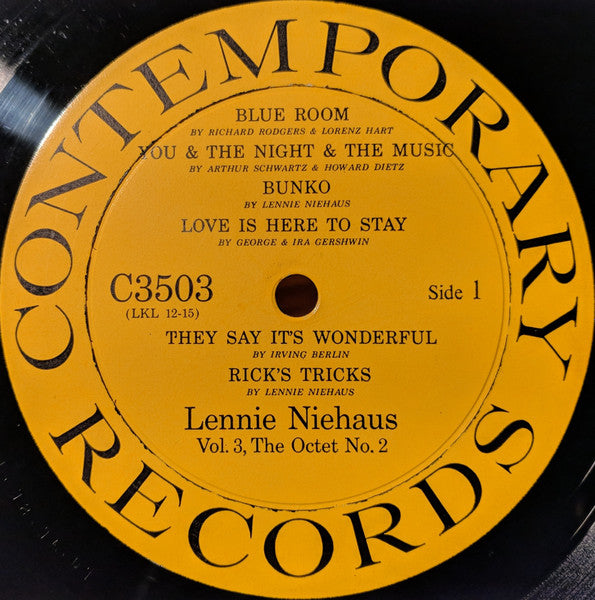 CONTEMPORARY
BLUE ROOM
BY RICHARD RODGERS & LORENZ HART
YOU & THE NIGHT & THE MUSIC
BY ARTHUR SCHWARTZ & HOWARD DIETZ
BUNKO
BY LENNIE NIEHAUS
LOVE IS HERE TO STAY
BY GEORGE & IRA GERSHWIN
C3503
Side 1
(LKL 12-15)
THEY SAY IT'S WONDERFUL
BY IRVING BERLIN
RICK'S TRICKS
BY LENNIE NIEHAUS
Lennie Niehaus
Vol. 3, The Octet No. 2
RECORDS